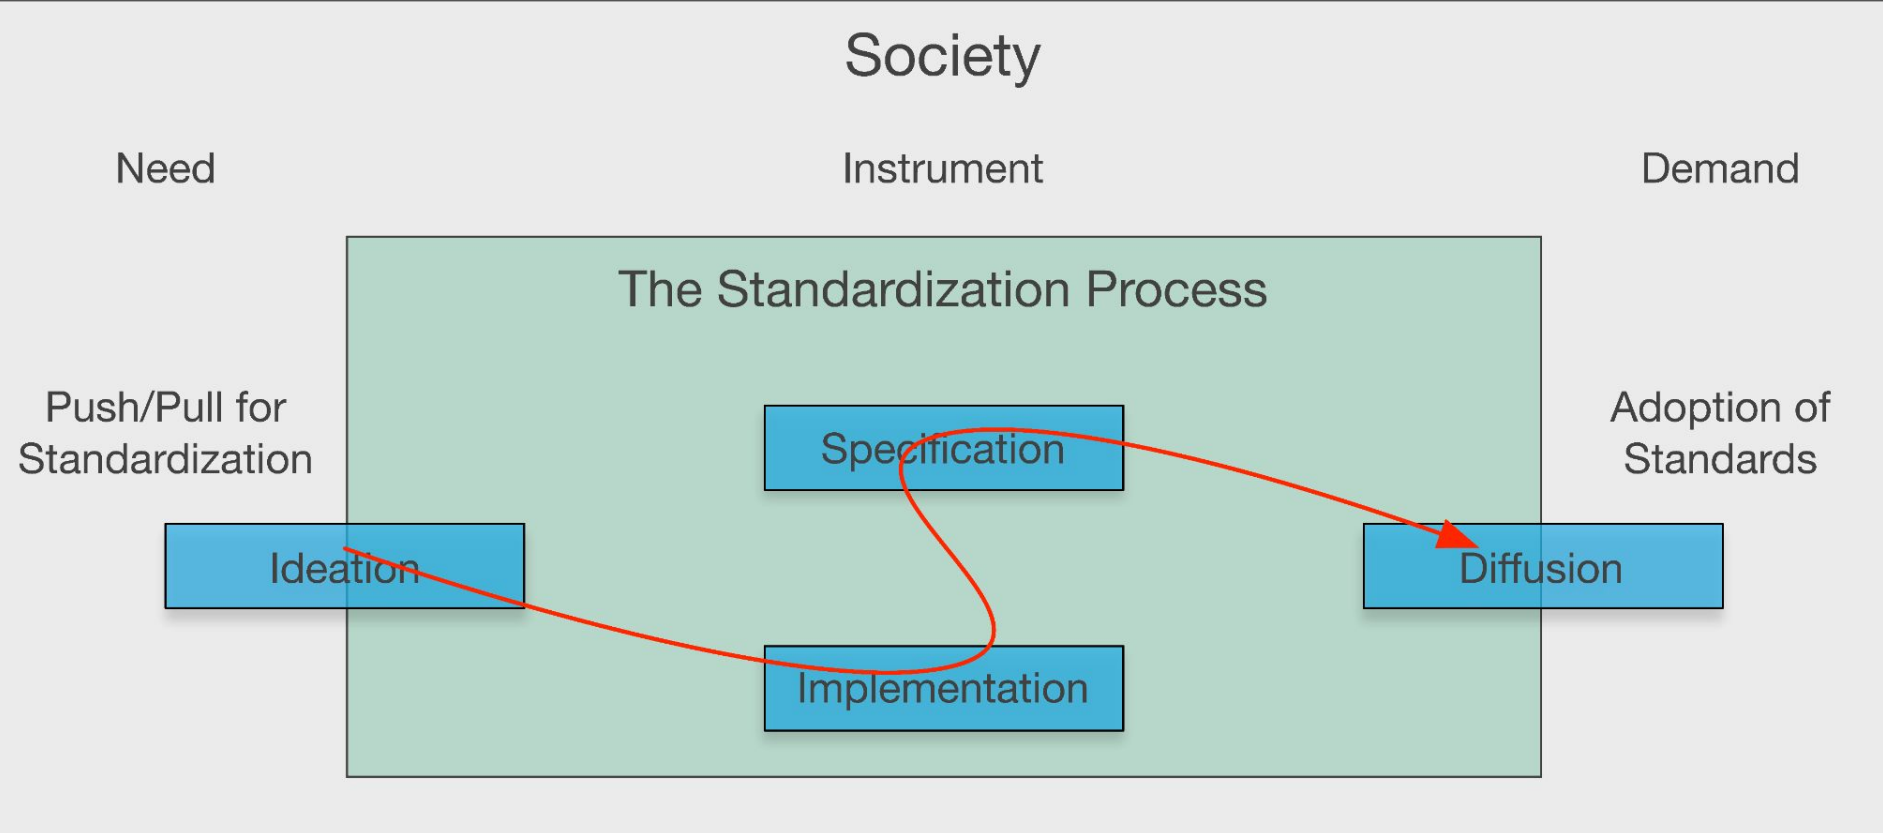 Society
Need
Instrument
Demand
The Standardization Process
Push/Pull for
Standardization
Adoption of
Standards
Specification
Ideation
Diffusion
Implementation